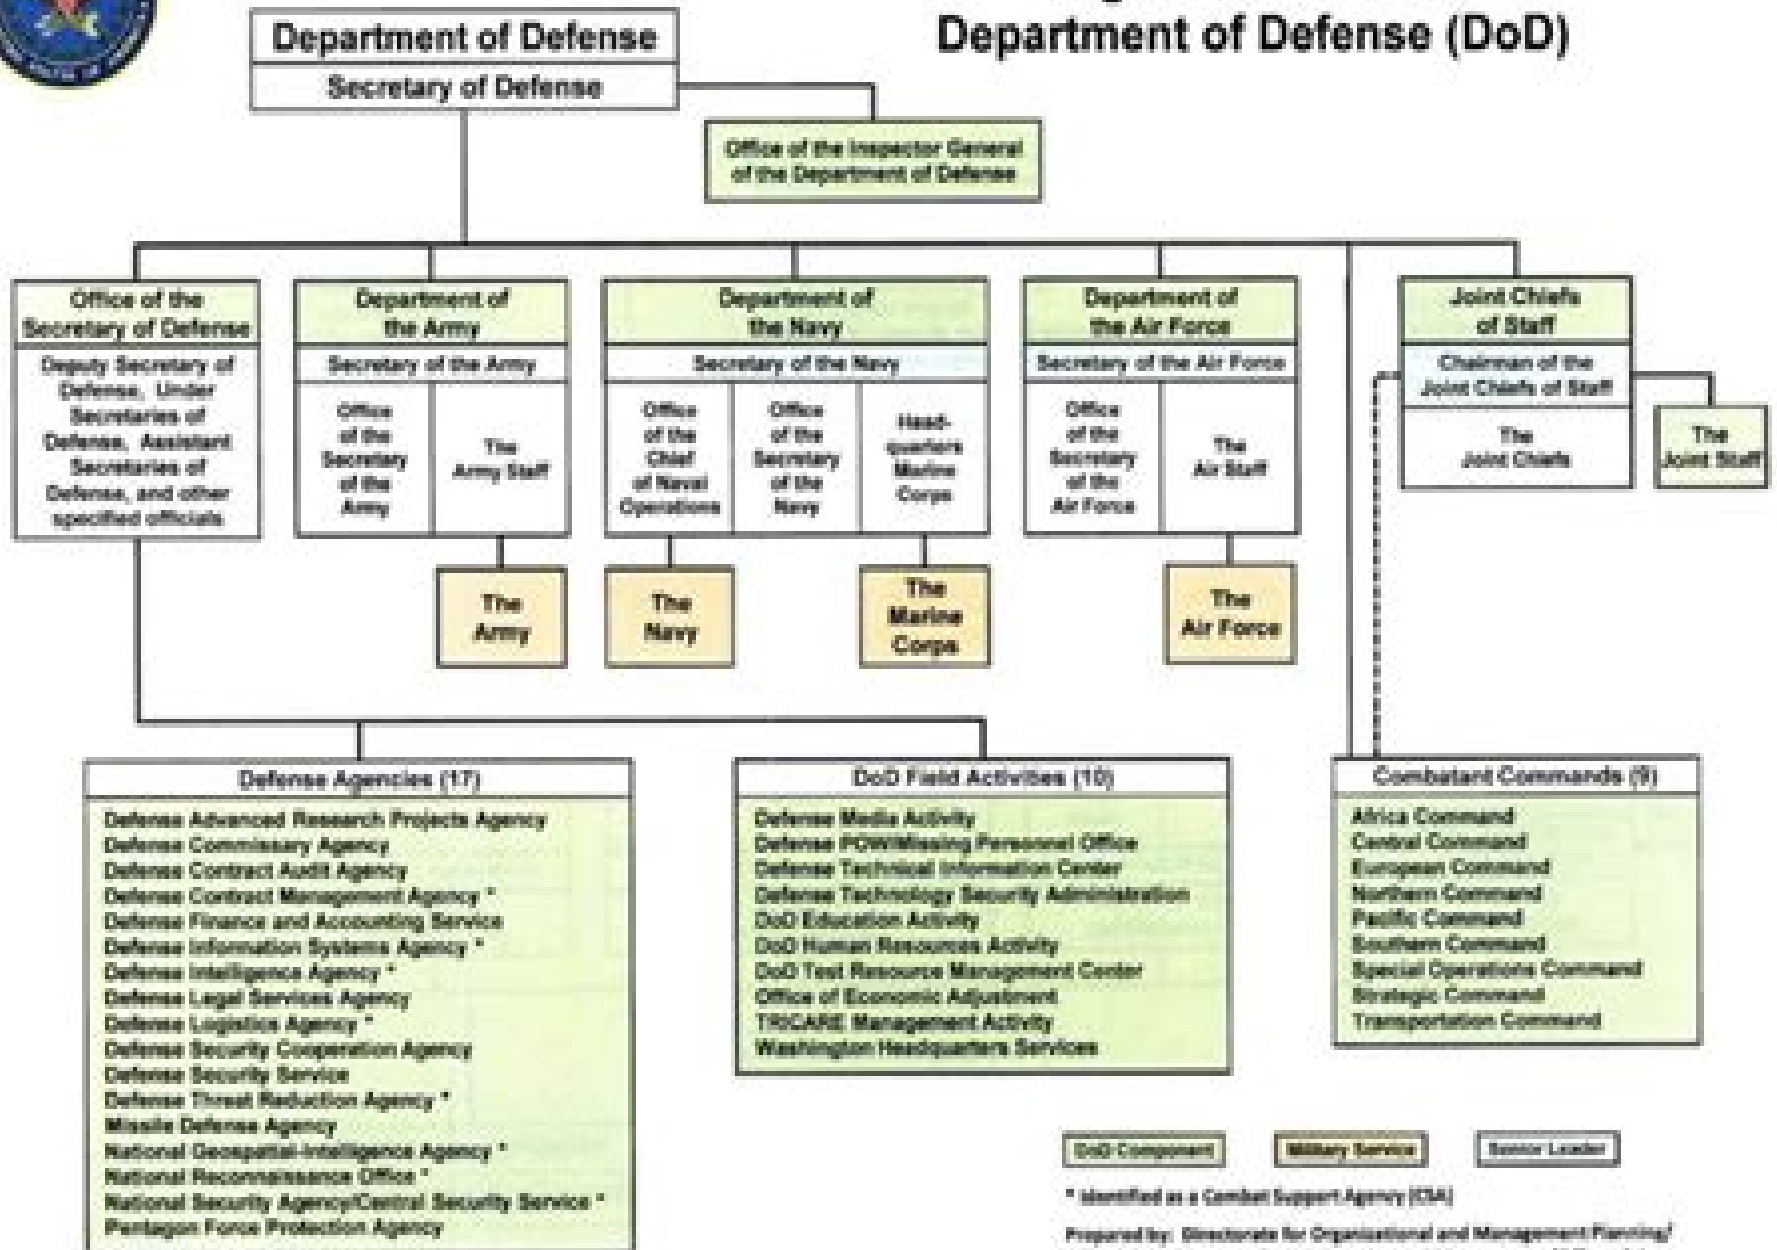 Department of Defense (DoD)
Department of Defense
Secretary of Defense
Office of the Inspector General
of the Department of Defense
Office of the
Secretary of Defense
Deputy Secretary of
Defense, Under
Secretaries of
Defense, Assistant
Secretaries of
Defense, and other
specified officials
Department of
the Army
Secretary of the Army
Office
of the
Secretary
of the
Army
The
Army Staff
The
Army
Department of
the Navy
Secretary of the Navy
Office
of the
Chief
of Naval
Operations
Office
of the
Secretary
of the
Navy
Head-
quarters
Marine
Corps
The
Navy
The
Marine
Corps
Department of
the Air Force
Secretary of the Air Force
Office
of the
Secretary
of the
Air Force
The
Air Staff
The
Air Force
Joint Chiefs
of Staff
Chairman of the
Joint Chiefs of Staff
The
Joint Chiefs
The
Joint Staff
Defense Agencies (17)
Defense Advanced Research Projects Agency
Defense Commissary Agency
Defense Contract Audit Agency
Defense Contract Management Agency *
Defense Finance and Accounting Service
Defense Information Systems Agency *
Defense Intelligence Agency *
Defense Legal Services Agency
Defense Logistics Agency *
Defense Security Cooperation Agency
Defense Security Service
Defense Threat Reduction Agency *
Missile Defense Agency
National Geospatial-Intelligence Agency *
National Reconnaissance Office *
National Security Agency/Central Security Service *
Pentagon Force Protection Agency
DoD Field Activities (10)
Defense Media Activity
Defense POW/Missing Personnel Office
Defense Technical Information Center
Defense Technology Security Administration
DoD Education Activity
DoD Human Resources Activity
DoD Test Resource Management Center
Office of Economic Adjustment
TRICARE Management Activity
Washington Headquarters Services
Combatant Commands (9)
Africa Command
Central Command
European Command
Northern Command
Pacific Command
Southern Command
Special Operations Command
Strategic Command
Transportation Command
DoD Component
Military Service
Senior Leader
* Identified as a Combat Support Agency (CSA)
Prepared by: Directorate for Organizational and Management Planning/